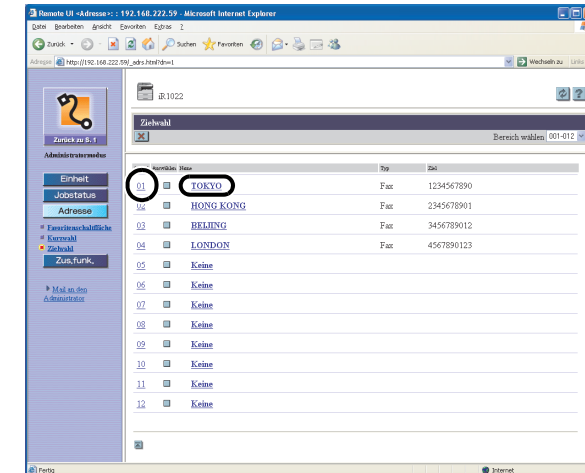 Remote UI <Adresse>: : 192.168.222.59 - Microsoft Internet Explorer
Datei Bearbeiten Ansicht Favoriten Extras ?
Zurück Suchen Favoriten
Adresse http://192.168.222.59/_adrs.html?dn=1 Wechseln zu Links
iR1022
Zielwahl
Zurück zu S. 1
Bereich wählen 001-012
Administratormodus
Auswählen Name Typ Ziel
Einheit
01 TOKYO Fax 1234567890
Jobstatus
02 HONG KONG Fax 2345678901
Adresse
03 BEIJING Fax 3456789012
Favoritenschaltfläche
Kurzwahl
04 LONDON Fax 4567890123
Zielwahl
Zus.funk.
05 Keine
06 Keine
Mail an den
Administrator
07 Keine
08 Keine
09 Keine
10 Keine
11 Keine
12 Keine
Fertig Internet